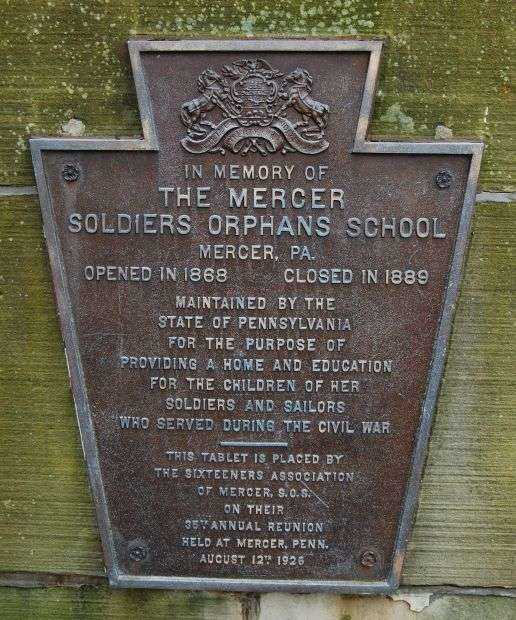 IN MEMORY OF
THE MERCER
SOLDIERS ORPHANS SCHOOL
MERCER, PA.
OPENED IN 1868 CLOSED IN 1889
MAINTAINED BY THE
STATE OF PENNSYLVANIA
FOR THE PURPOSE OF
PROVIDING A HOME AND EDUCATION
FOR THE CHILDREN OF HER
SOLDIERS AND SAILORS
WHO SERVED DURING THE CIVIL WAR
THIS TABLET IS PLACED BY
THE SIXTEENERS ASSOCIATION
OF MERCER, S.O.S.
ON THEIR
35TH ANNUAL REUNION
HELD AT MERCER, PENN.
AUGUST 12TH 1926